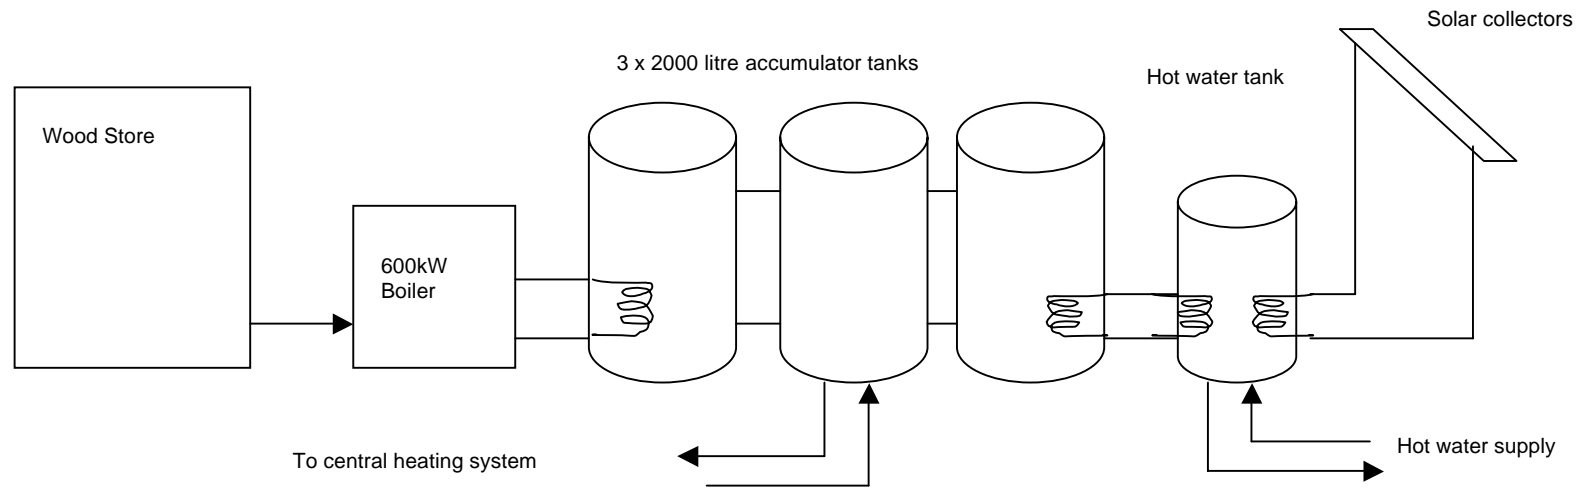 Solar collectors
3 x 2000 litre accumulator tanks
Hot water tank
Wood Store
600kW
Boiler
To central heating system
Hot water supply